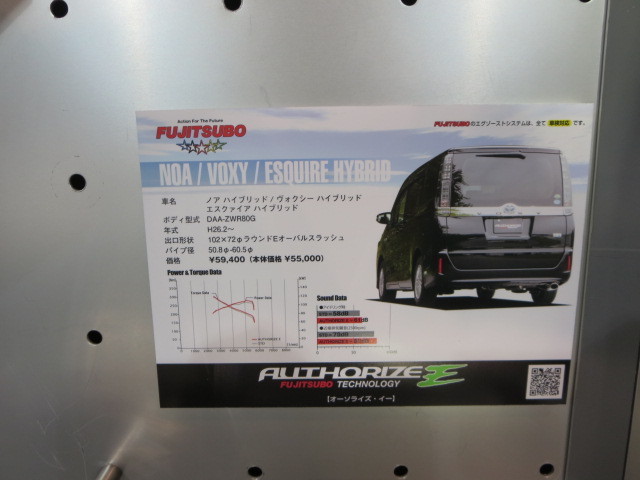 Action For The Future
FUJITSUBO
FUJITSUBOのエグゾーストシステムは、全て 車検対応 です。
NOA / VOXY / ESQUIRE HYBRID
車名 ノア ハイブリッド / ヴォクシー ハイブリッド
エスクァイア ハイブリッド
ボディ型式 DAA-ZWR80G
年式 H26.2～
出口形状 102×72φラウンドEオーバルスラッシュ
パイプ径 50.8φ-60.5φ
価格 ¥59,400 (本体価格 ¥55,000)
Power & Torque Data
Sound Data
AUTHORIZE E
FUJITSUBO TECHNOLOGY
【オーソライズ・イー】